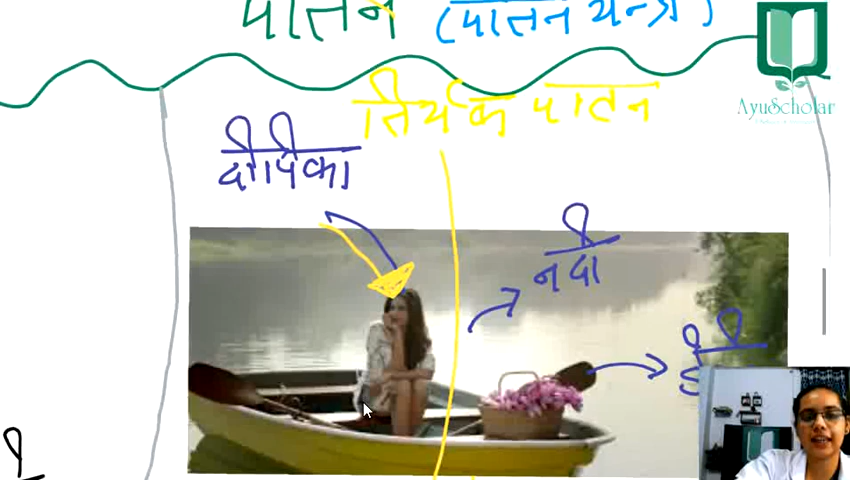 पातन (पातन यन्त्र)
AyuScholar
तिर्यक पातन
दीपिका
नदी